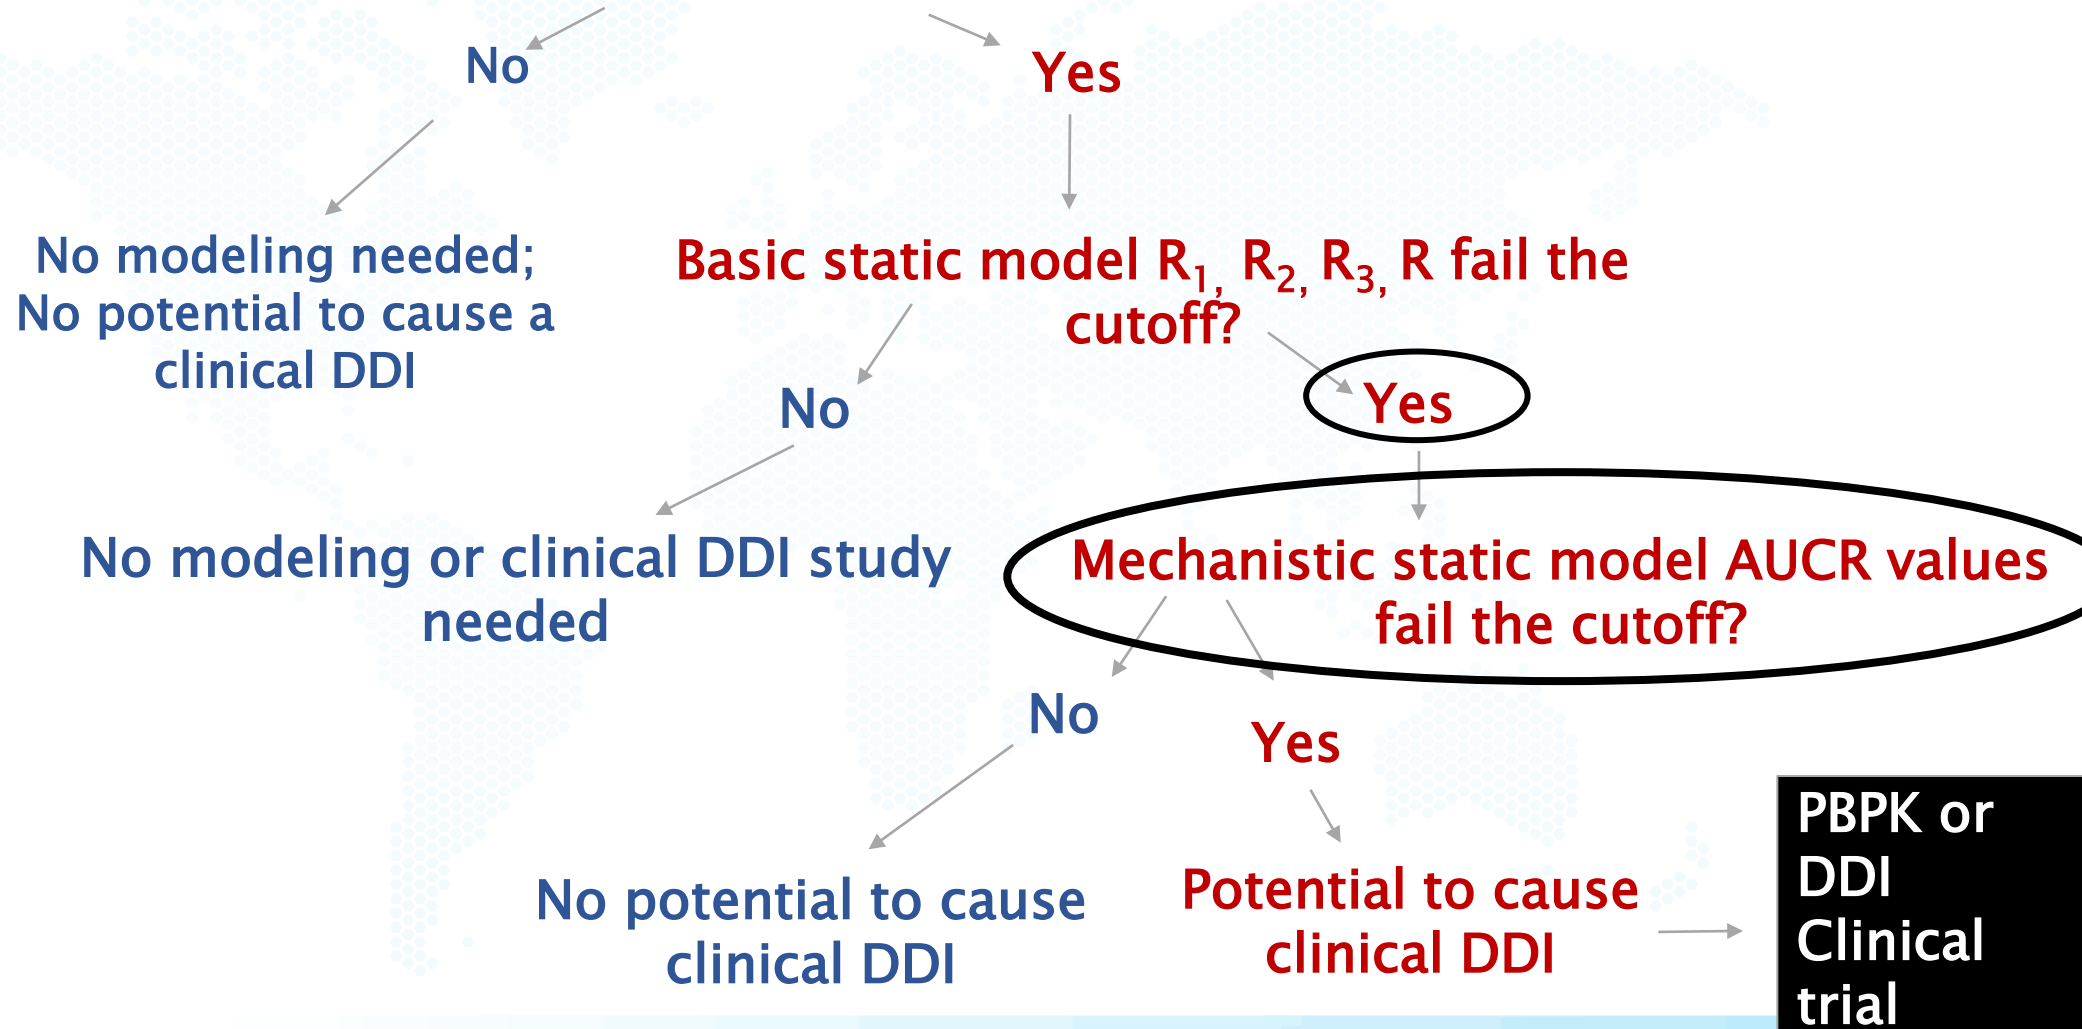 No
Yes
No modeling needed;
No potential to cause a
clinical DDI
Basic static model R1, R2, R3, R fail the
cutoff?
No
Yes
No modeling or clinical DDI study
needed
Mechanistic static model AUCR values
fail the cutoff?
No
Yes
No potential to cause
clinical DDI
Potential to cause
clinical DDI
PBPK or
DDI
Clinical
trial